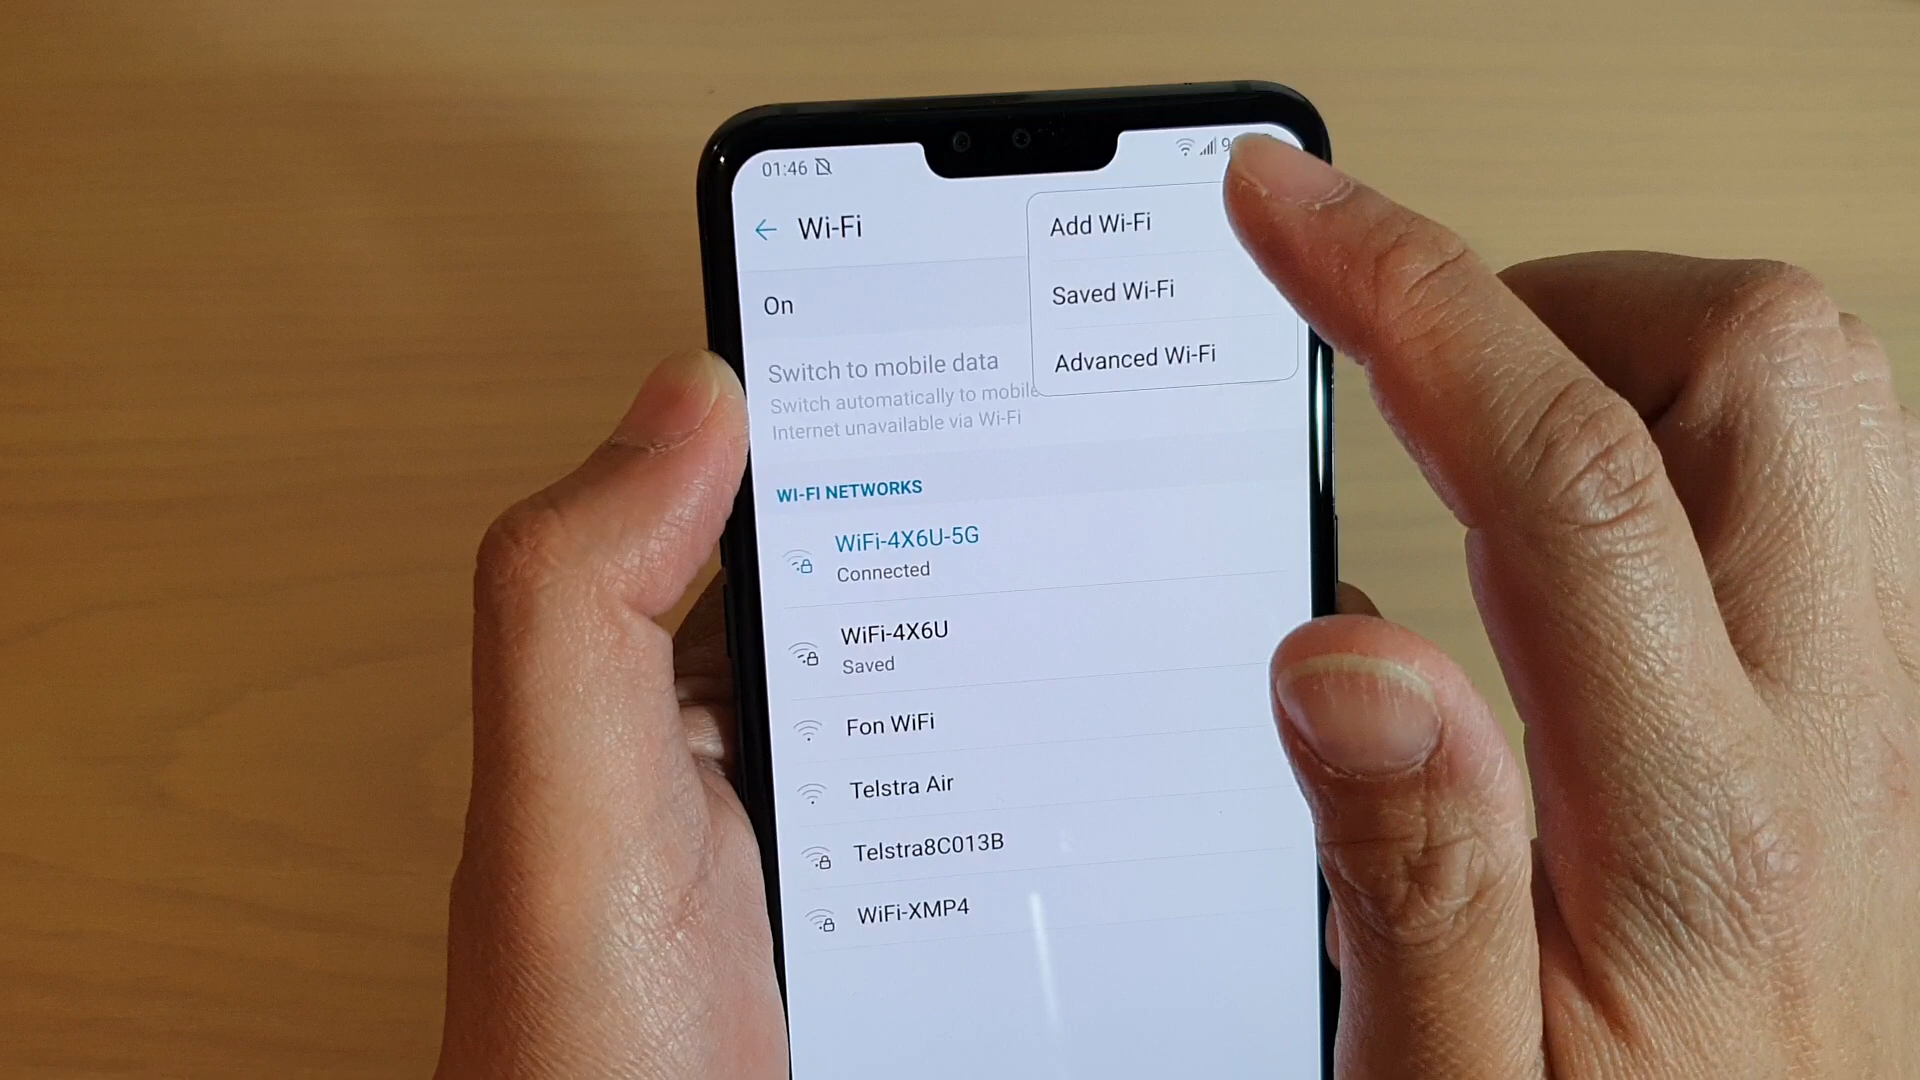 01:46
Wi-Fi
Add Wi-Fi
Saved Wi-Fi
Advanced Wi-Fi
On
Switch to mobile data
Switch automatically to mobile
Internet unavailable via Wi-Fi
WI-FI NETWORKS
WiFi-4X6U-5G
Connected
WiFi-4X6U
Saved
Fon WiFi
Telstra Air
Telstra8C013B
WiFi-XMP4